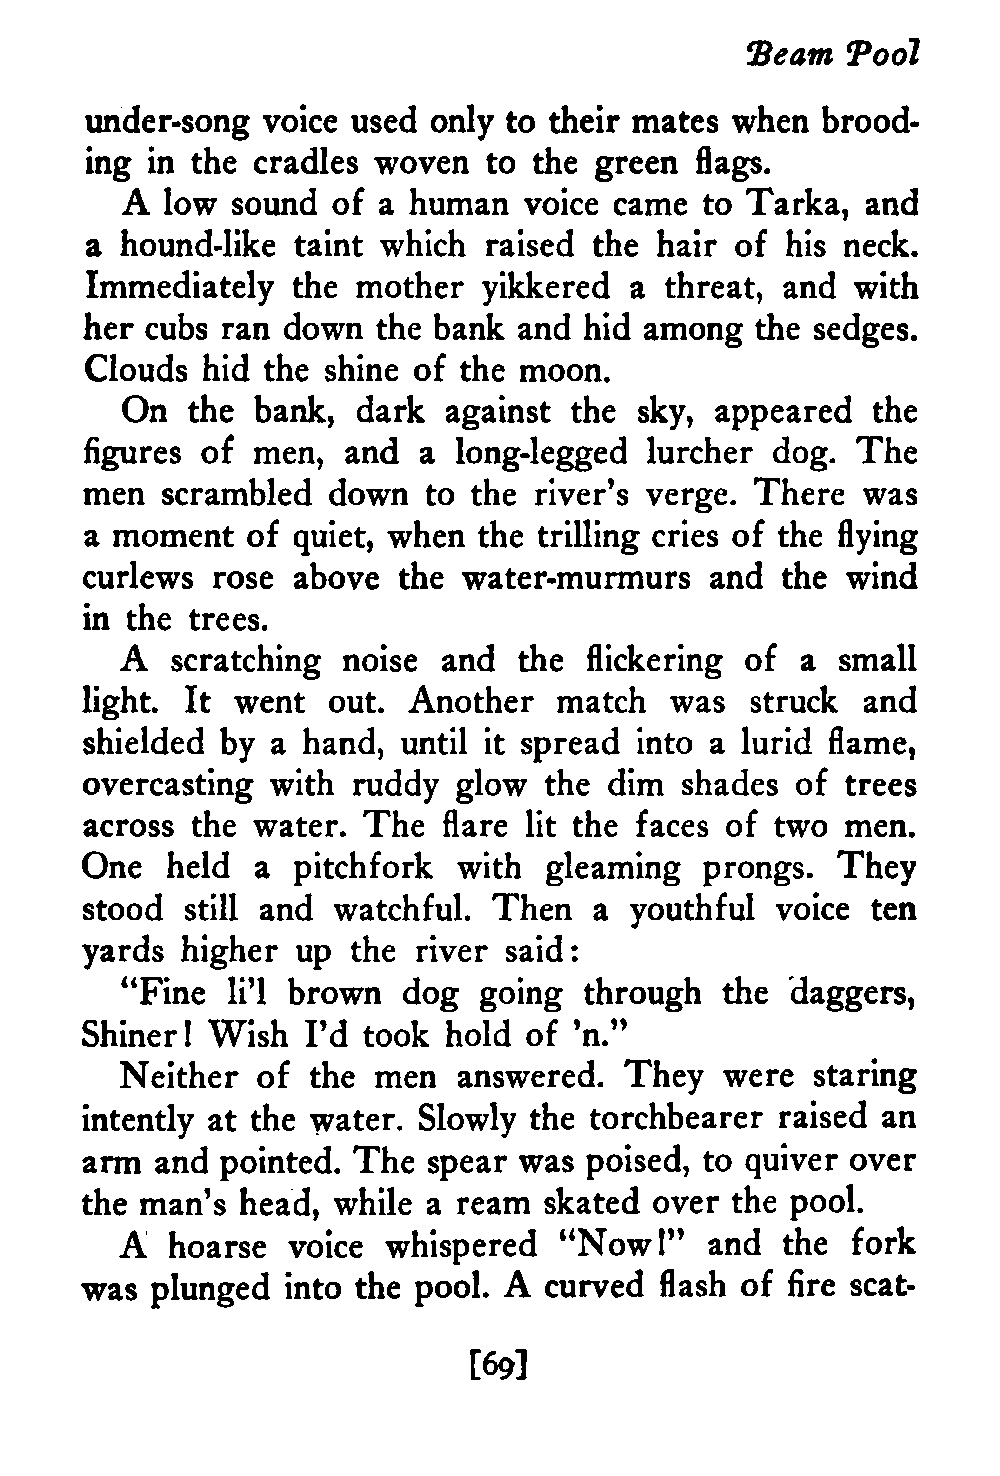 Beam Pool
under-song voice used only to their mates when brood-
ing in the cradles woven to the green flags.
A low sound of a human voice came to Tarka, and
a hound-like taint which raised the hair of his neck.
Immediately the mother yikkered a threat, and with
her cubs ran down the bank and hid among the sedges.
Clouds hid the shine of the moon.
On the bank, dark against the sky, appeared the
figures of men, and a long-legged lurcher dog. The
men scrambled down to the river's verge. There was
a moment of quiet, when the trilling cries of the flying
curlews rose above the water-murmurs and the wind
in the trees.
A scratching noise and the flickering of a small
light. It went out. Another match was struck and
shielded by a hand, until it spread into a lurid flame,
overcasting with ruddy glow the dim shades of trees
across the water. The flare lit the faces of two men.
One held a pitchfork with gleaming prongs. They
stood still and watchful. Then a youthful voice ten
yards higher up the river said:
“Fine li’l brown dog going through the daggers,
Shiner! Wish I’d took hold of ’n.”
Neither of the men answered. They were staring
intently at the water. Slowly the torchbearer raised an
arm and pointed. The spear was poised, to quiver over
the man’s head, while a ream skated over the pool.
A hoarse voice whispered “Now!” and the fork
was plunged into the pool. A curved flash of fire scat-
[69]